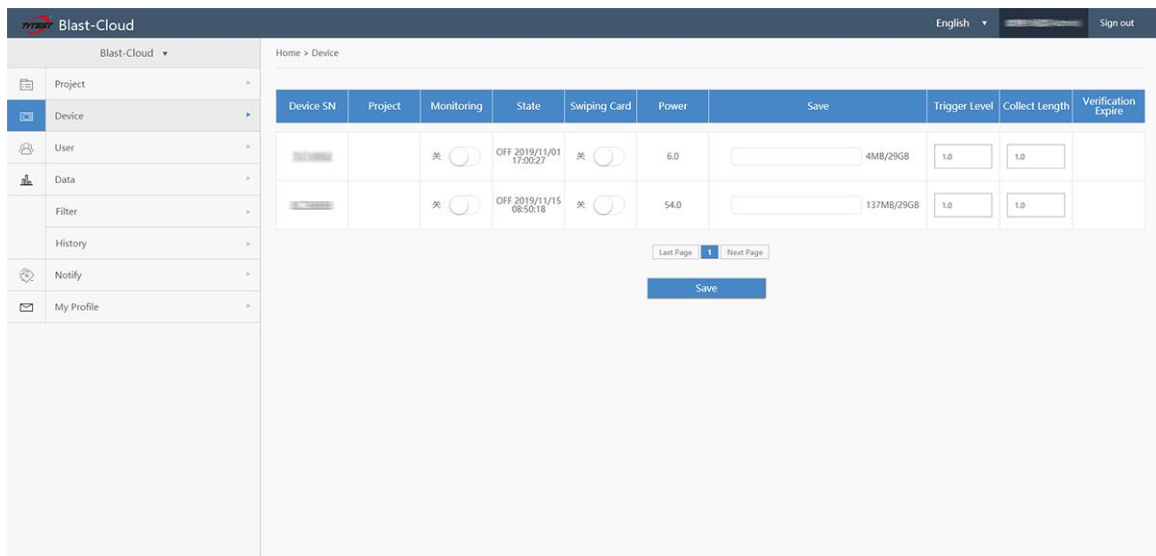 TYTEST Blast-Cloud English Sign out
Blast-Cloud
Home > Device
Project
Device
User
Data
Filter
History
Notify
My Profile
Device SN Project Monitoring State Swiping Card Power Save Trigger Level Collect Length Verification Expire
关 OFF 2019/11/01 关 6.0 4MB/29GB 1.0 1.0
17:00:27
关 OFF 2019/11/15 关 54.0 137MB/29GB 1.0 1.0
08:50:18
Last Page 1 Next Page
Save